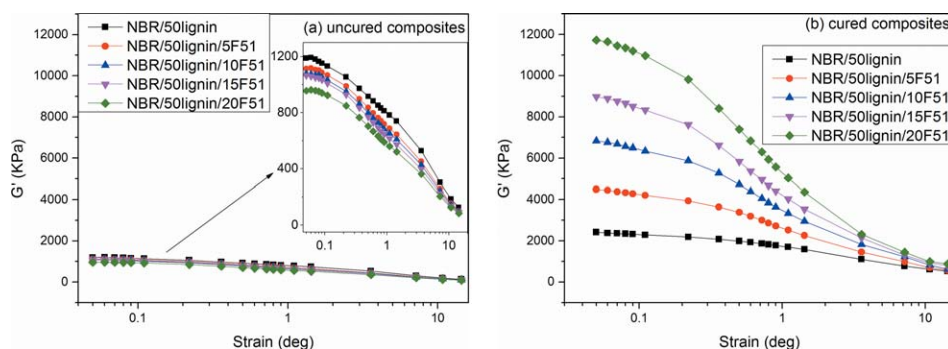 12000
10000
8000
6000
4000
2000
0
G' (KPa)
0.1
1
10
Strain (deg)
NBR/50lignin
NBR/50lignin/5F51
NBR/50lignin/10F51
NBR/50lignin/15F51
NBR/50lignin/20F51
(a) uncured composites
1200
900
600
300
0
0.1
1
10
12000
10000
8000
6000
4000
2000
0
G' (KPa)
0.1
1
10
Strain (deg)
(b) cured composites
NBR/50lignin
NBR/50lignin/5F51
NBR/50lignin/10F51
NBR/50lignin/15F51
NBR/50lignin/20F51